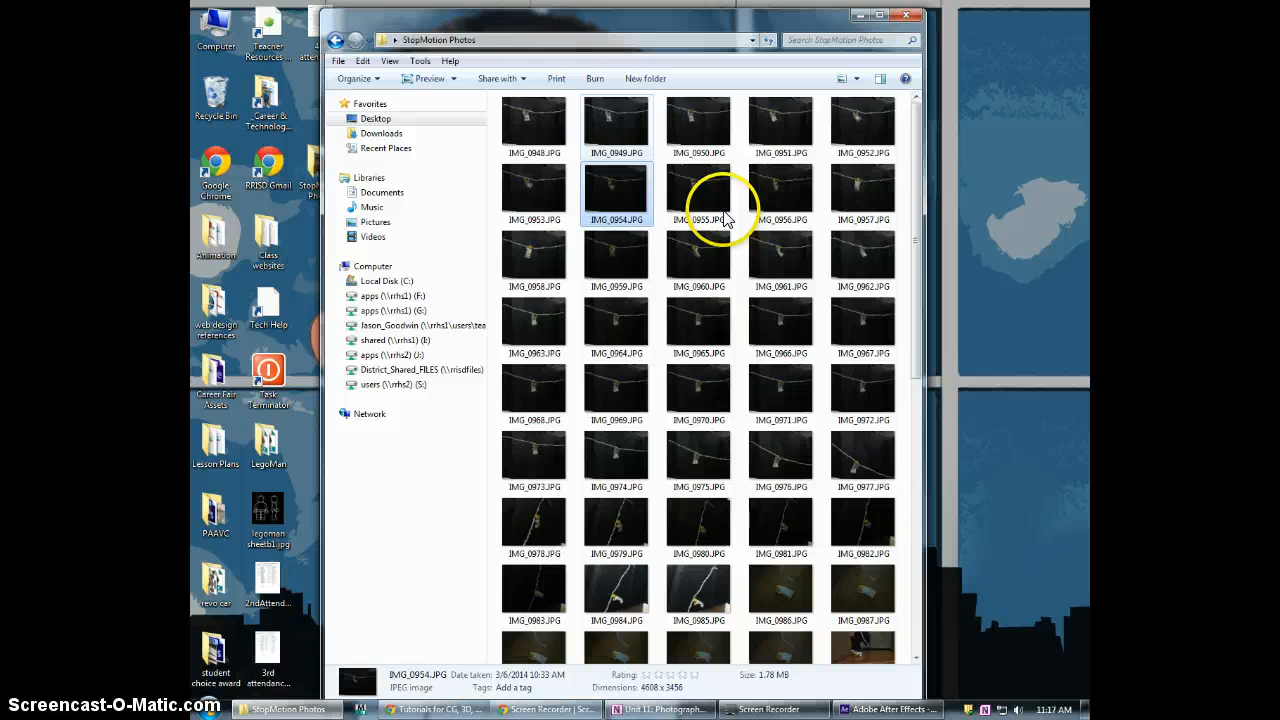 Computer
Teacher Resources ...
Recycle Bin
_Career & Technolog...
Google Chrome
RRISD Gmail
Animation
Class websites
web design references
Tech Help
Career Fair Assets
Task Terminator
Lesson Plans
LegoMan
PAAVC
legoman sheetb1.jpg
revo car
2ndAttend...
student choice award
3rd attendanc...
StopMotion Photos
Search StopMotion Photos
File Edit View Tools Help
Organize Preview Share with Print Burn New folder
Favorites
Desktop
Downloads
Recent Places
Libraries
Documents
Music
Pictures
Videos
Computer
Local Disk (C:)
apps (\\rrhs1) (F:)
apps (\\rrhs1) (G:)
Jason_Goodwin (\\rrhs1\users\tea
shared (\\rrhs1) (I:)
apps (\\rrhs2) (J:)
District_Shared_FILES (\\rrisdfiles)
users (\\rrhs2) (S:)
Network
IMG_0948.JPG IMG_0949.JPG IMG_0950.JPG IMG_0951.JPG IMG_0952.JPG
IMG_0953.JPG IMG_0954.JPG IMG_0955.JPG IMG_0956.JPG IMG_0957.JPG
IMG_0958.JPG IMG_0959.JPG IMG_0960.JPG IMG_0961.JPG IMG_0962.JPG
IMG_0963.JPG IMG_0964.JPG IMG_0965.JPG IMG_0966.JPG IMG_0967.JPG
IMG_0968.JPG IMG_0969.JPG IMG_0970.JPG IMG_0971.JPG IMG_0972.JPG
IMG_0973.JPG IMG_0974.JPG IMG_0975.JPG IMG_0976.JPG IMG_0977.JPG
IMG_0978.JPG IMG_0979.JPG IMG_0980.JPG IMG_0981.JPG IMG_0982.JPG
IMG_0983.JPG IMG_0984.JPG IMG_0985.JPG IMG_0986.JPG IMG_0987.JPG
IMG_0954.JPG Date taken: 3/6/2014 10:33 AM Rating: Size: 1.78 MB
JPEG image Tags: Add a tag Dimensions: 4608 x 3456
StopMotion Photos Tutorials for CG, 3D, ... Screen Recorder | Sc... Unit 11: Photograph... Screen Recorder Adobe After Effects - ... 11:17 AM
Screencast-O-Matic.com